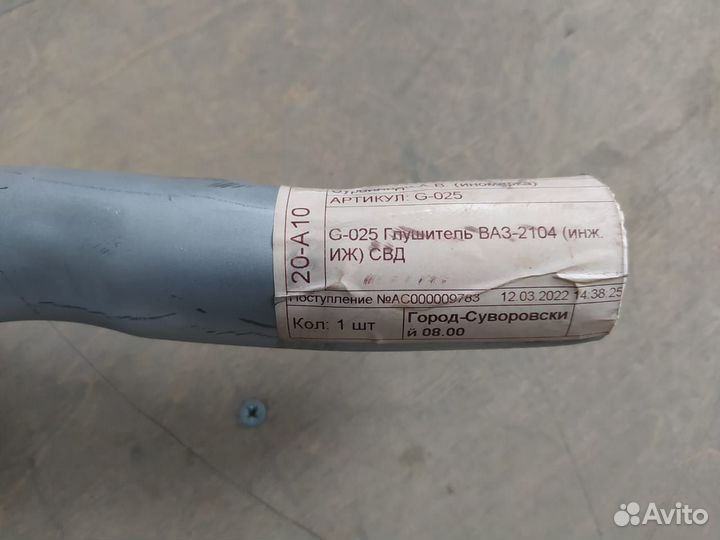 (иномарка)
АРТИКУЛ: G-025
20-A10
G-025 Глушитель ВАЗ-2104 (инж.
ИЖ) СВД
Поступление №АС000009783 12.03.2022 14:38:25
Кол: 1 шт
Город-Суворовски
й 08.00
Avito